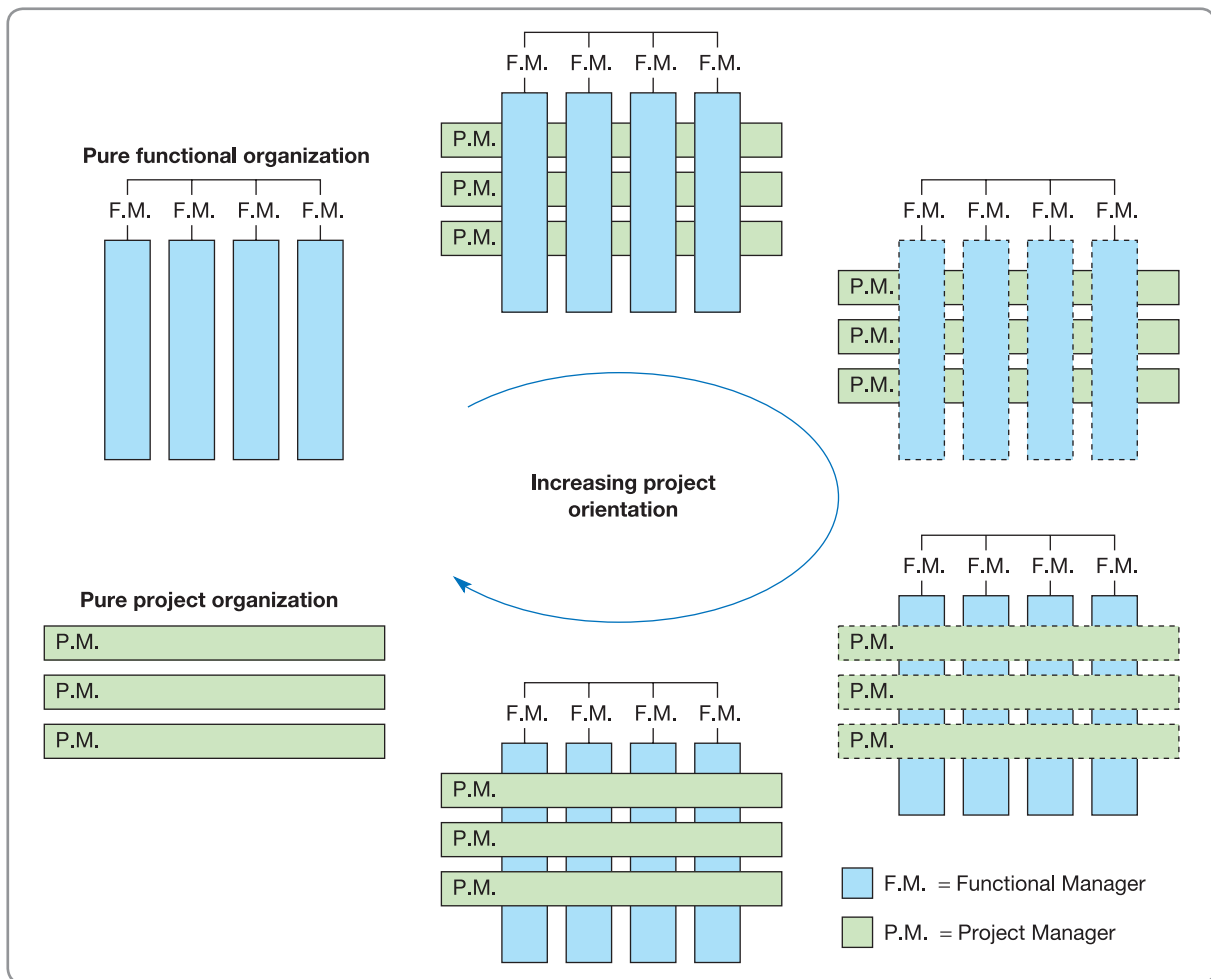 F.M. F.M. F.M. F.M.
P.M.
P.M.
P.M.
Pure functional organization
F.M. F.M. F.M. F.M.
F.M. F.M. F.M. F.M.
P.M.
P.M.
P.M.
Increasing project
orientation
F.M. F.M. F.M. F.M.
P.M.
P.M.
P.M.
Pure project organization
P.M.
P.M.
P.M.
F.M. F.M. F.M. F.M.
P.M.
P.M.
P.M.
F.M. = Functional Manager
P.M. = Project Manager